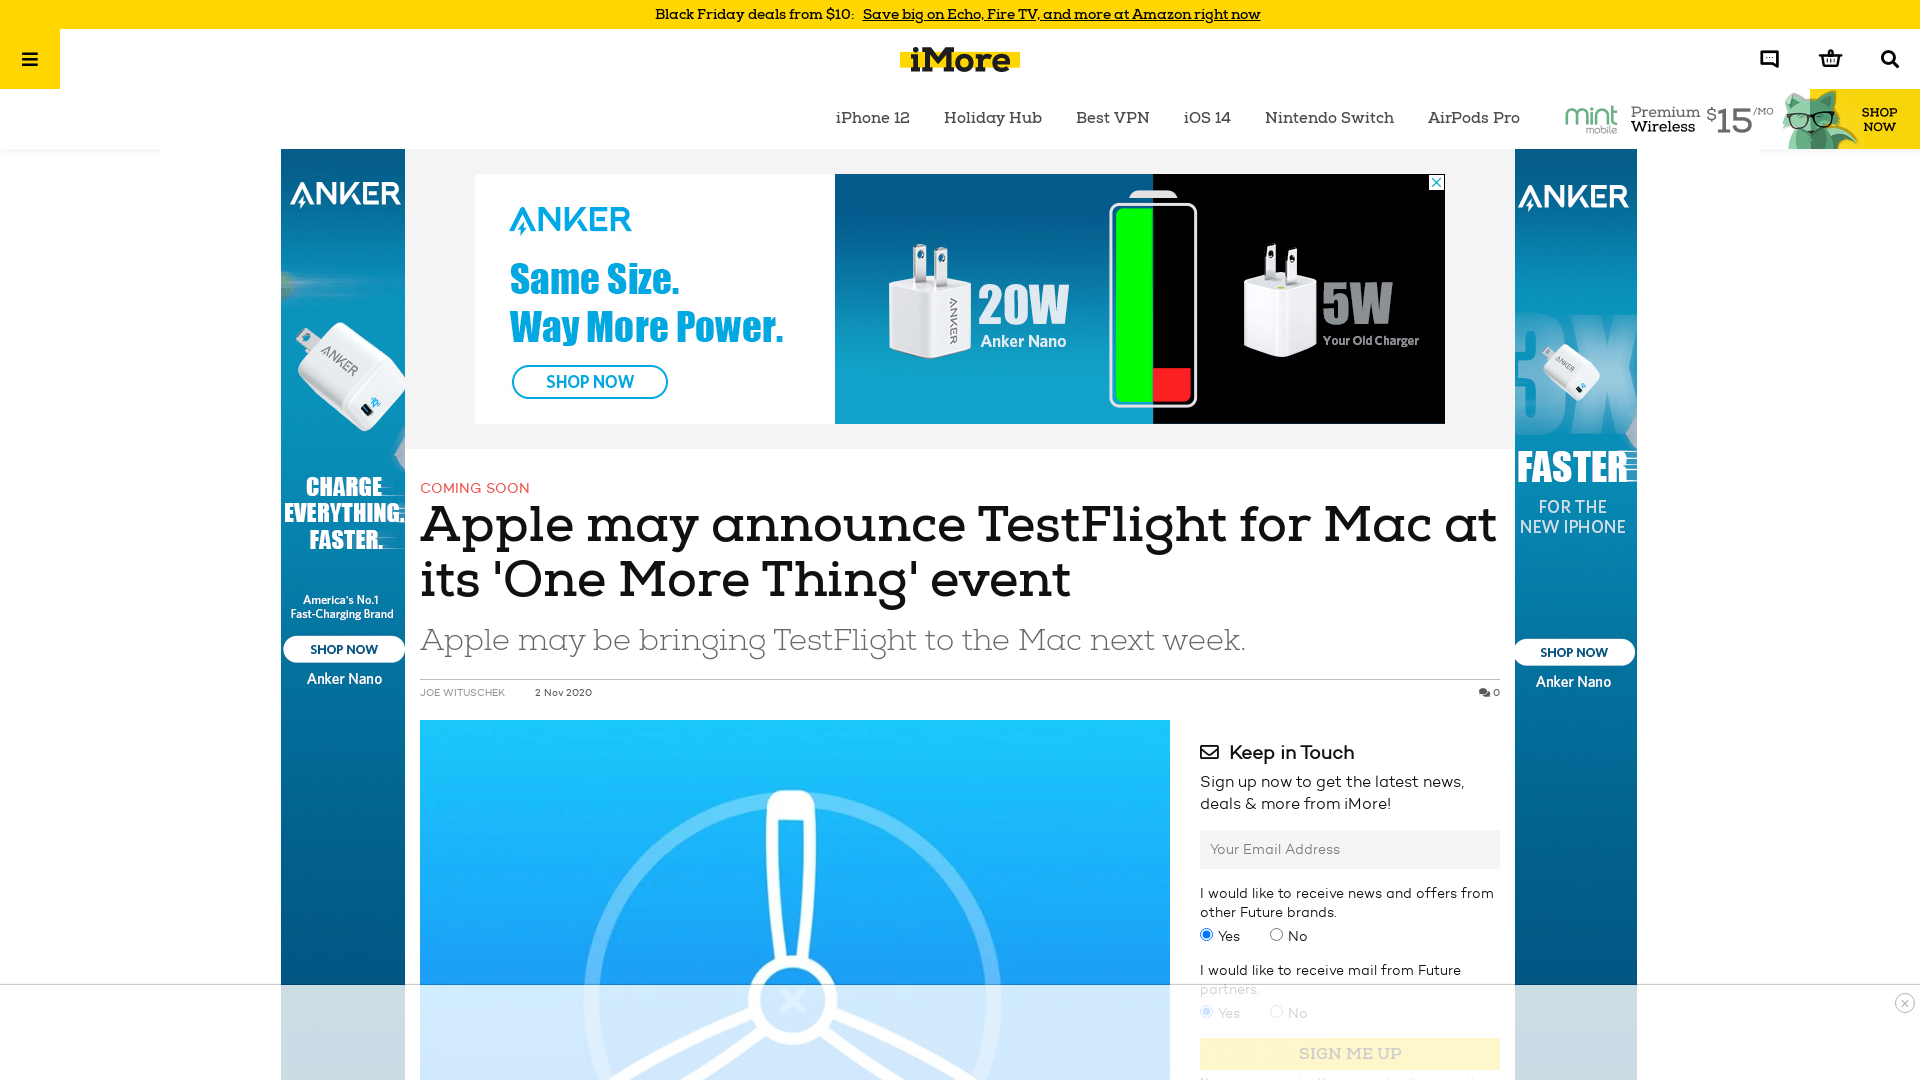 Black Friday deals from $10: Save big on Echo, Fire TV, and more at Amazon right now
iMore
iPhone 12 Holiday Hub Best VPN iOS 14 Nintendo Switch AirPods Pro
mint mobile Premium Wireless $15/MO SHOP NOW
ANKER
ANKER
CHARGE
EVERYTHING.
FASTER.
America's No.1
Fast-Charging Brand
SHOP NOW
Anker Nano
ANKER
Same Size.
Way More Power.
SHOP NOW
ANKER
20W
Anker Nano
5W
Your Old Charger
ANKER
3X
ANKER
FASTER
FOR THE
NEW IPHONE
SHOP NOW
Anker Nano
COMING SOON
Apple may announce TestFlight for Mac at
its 'One More Thing' event
Apple may be bringing TestFlight to the Mac next week.
JOE WITUSCHEK 2 Nov 2020 0
Keep in Touch
Sign up now to get the latest news,
deals & more from iMore!
Your Email Address
I would like to receive news and offers from
other Future brands.
Yes No
I would like to receive mail from Future
partners.
Yes No
SIGN ME UP